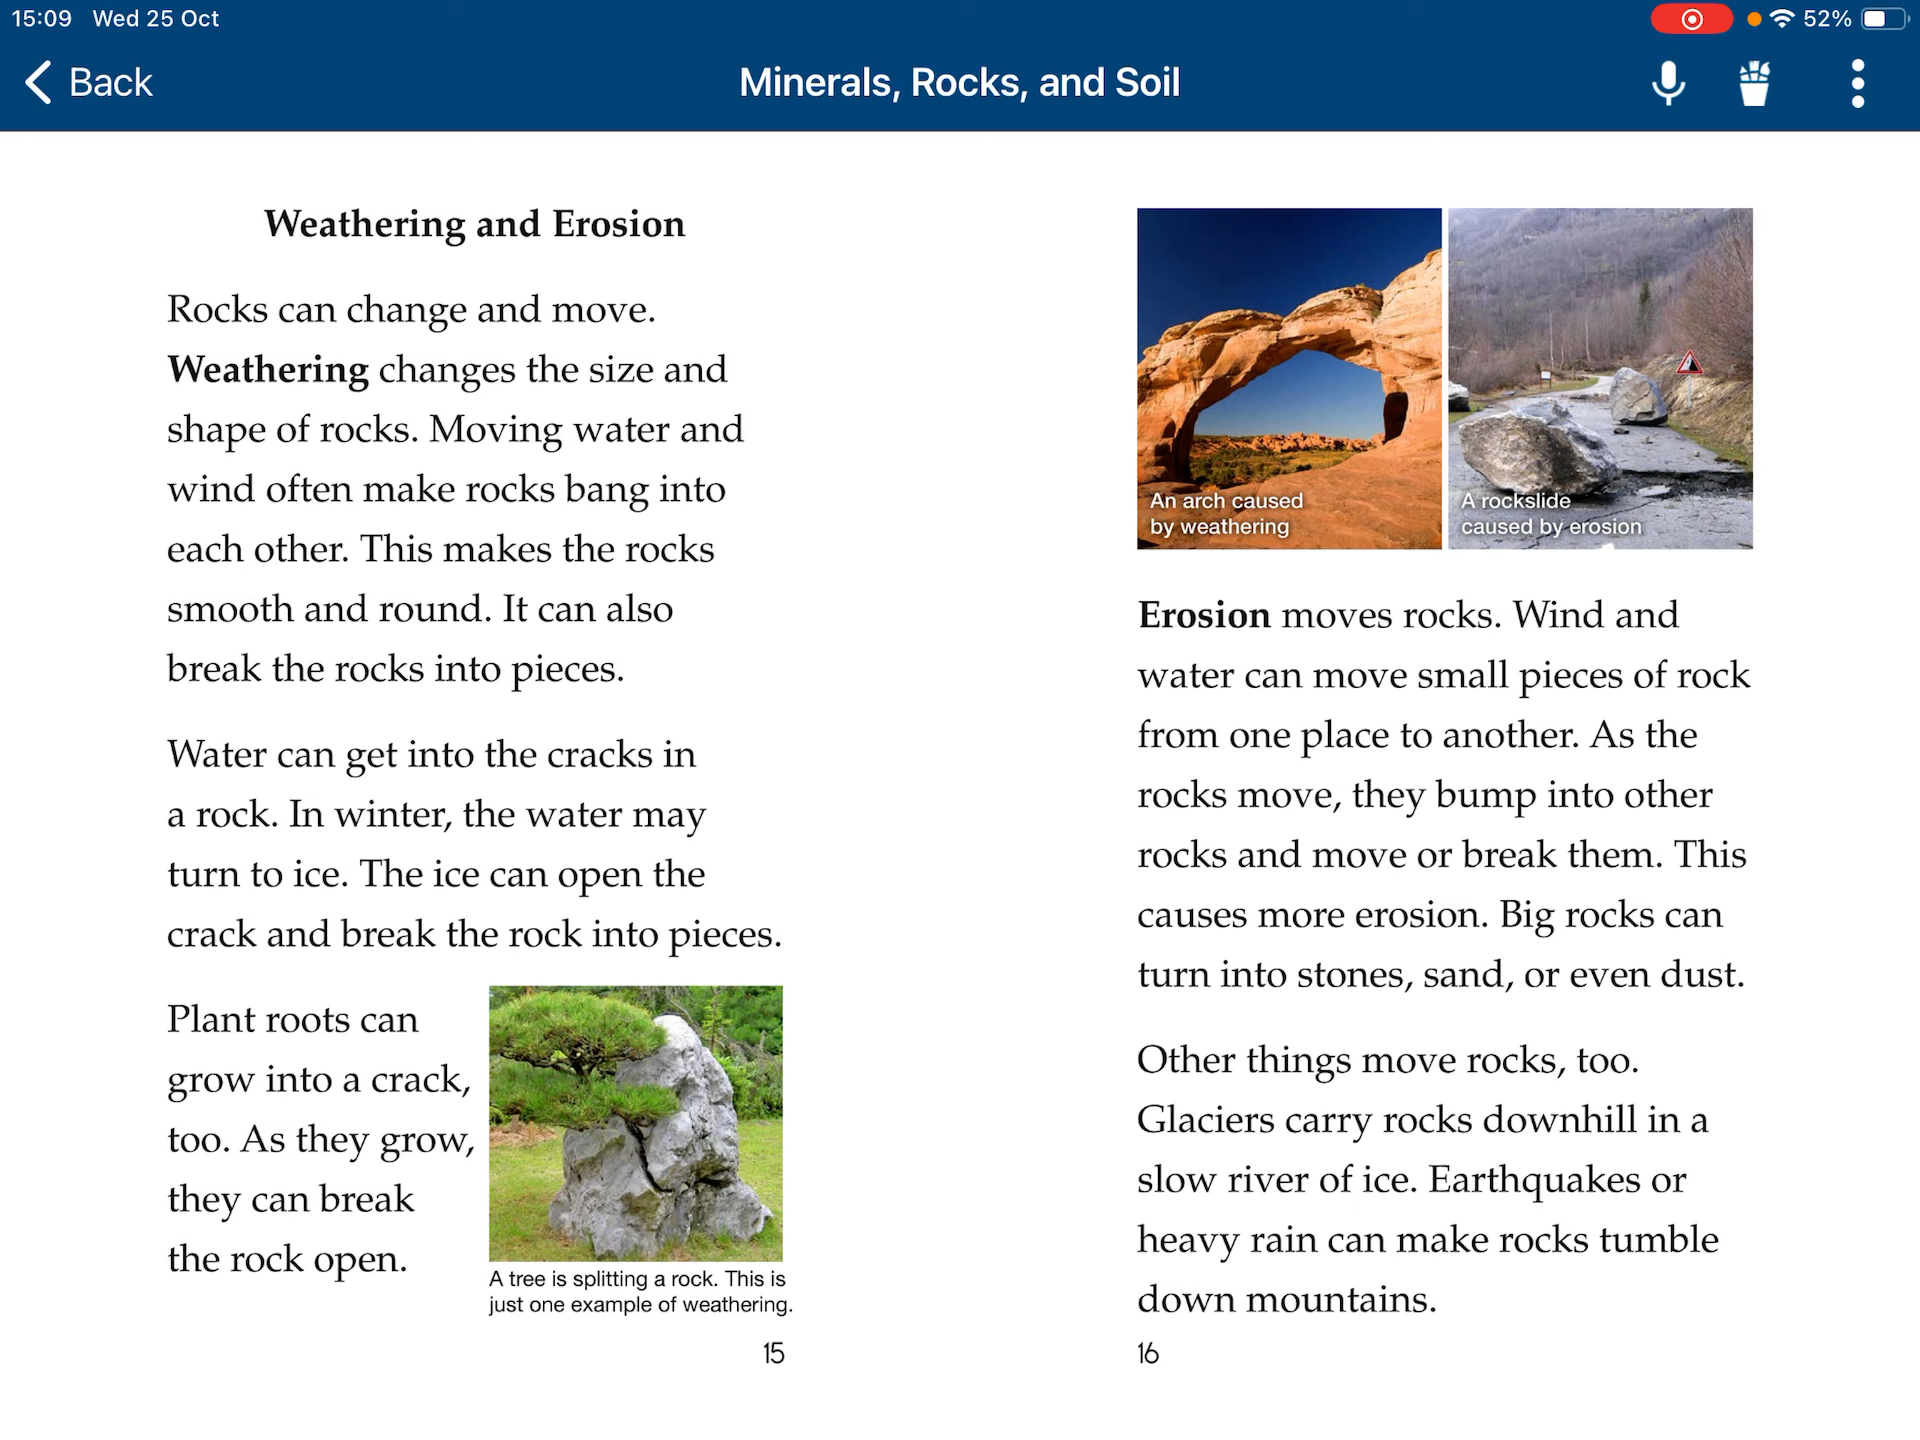 15:09 Wed 25 Oct
52%
Back
Minerals, Rocks, and Soil
Weathering and Erosion
Rocks can change and move.
Weathering changes the size and
shape of rocks. Moving water and
wind often make rocks bang into
each other. This makes the rocks
smooth and round. It can also
break the rocks into pieces.
Water can get into the cracks in
a rock. In winter, the water may
turn to ice. The ice can open the
crack and break the rock into pieces.
Plant roots can
grow into a crack,
too. As they grow,
they can break
the rock open.
A tree is splitting a rock. This is
just one example of weathering.
15
An arch caused
by weathering
A rockslide
caused by erosion
Erosion moves rocks. Wind and
water can move small pieces of rock
from one place to another. As the
rocks move, they bump into other
rocks and move or break them. This
causes more erosion. Big rocks can
turn into stones, sand, or even dust.
Other things move rocks, too.
Glaciers carry rocks downhill in a
slow river of ice. Earthquakes or
heavy rain can make rocks tumble
down mountains.
16